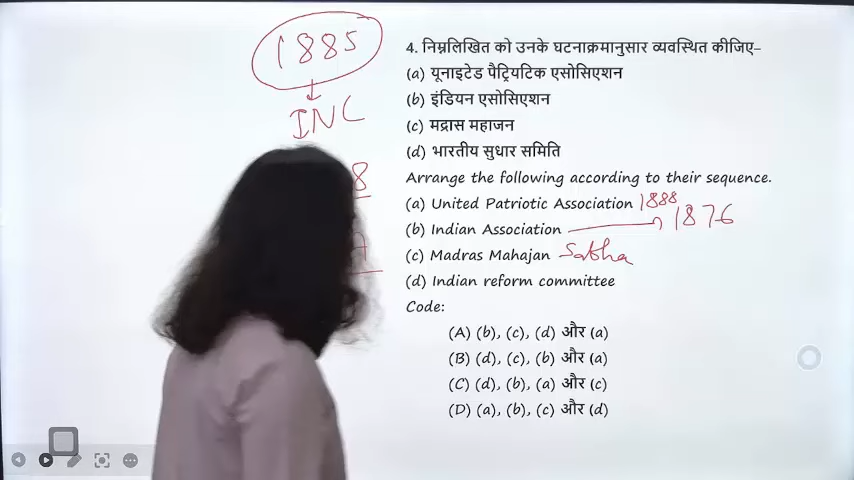 1885
INC
8
7
4. निम्नलिखित को उनके घटनाक्रमानुसार व्यवस्थित कीजिए–
(a) यूनाइटेड पैट्रियटिक एसोसिएशन
(b) इंडियन एसोसिएशन
(c) मद्रास महाजन
(d) भारतीय सुधार समिति
Arrange the following according to their sequence.
(a) United Patriotic Association 1888
(b) Indian Association 1876
(c) Madras Mahajan Sabha
(d) Indian reform committee
Code:
(A) (b), (c), (d) और (a)
(B) (d), (c), (b) और (a)
(C) (d), (b), (a) और (c)
(D) (a), (b), (c) और (d)